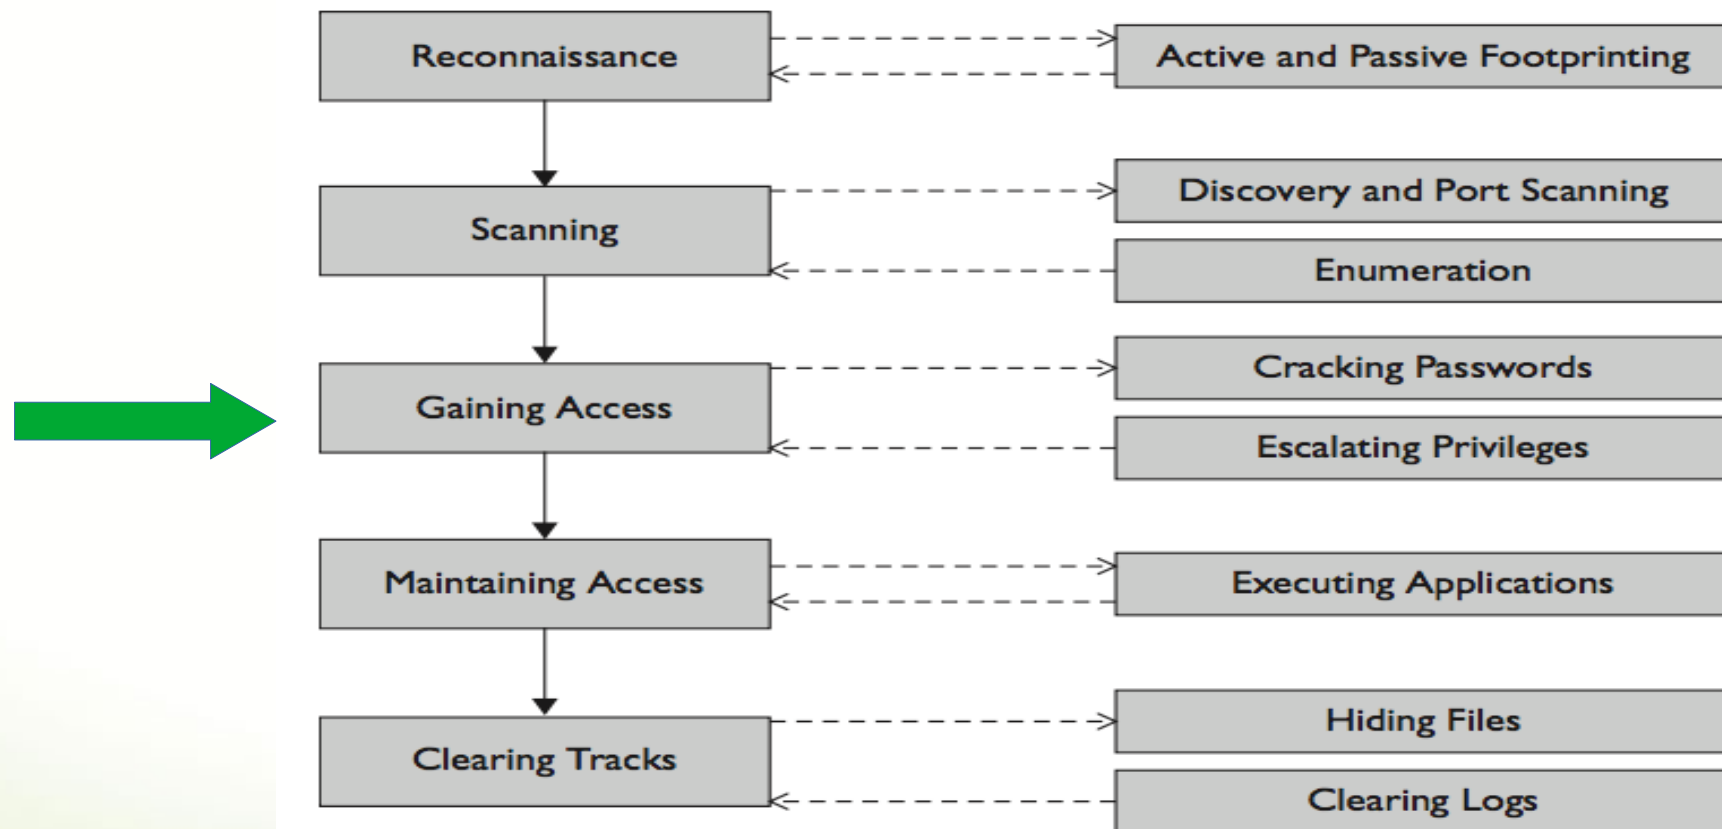 Reconnaissance
Active and Passive Footprinting
Scanning
Discovery and Port Scanning
Enumeration
Gaining Access
Cracking Passwords
Escalating Privileges
Maintaining Access
Executing Applications
Clearing Tracks
Hiding Files
Clearing Logs